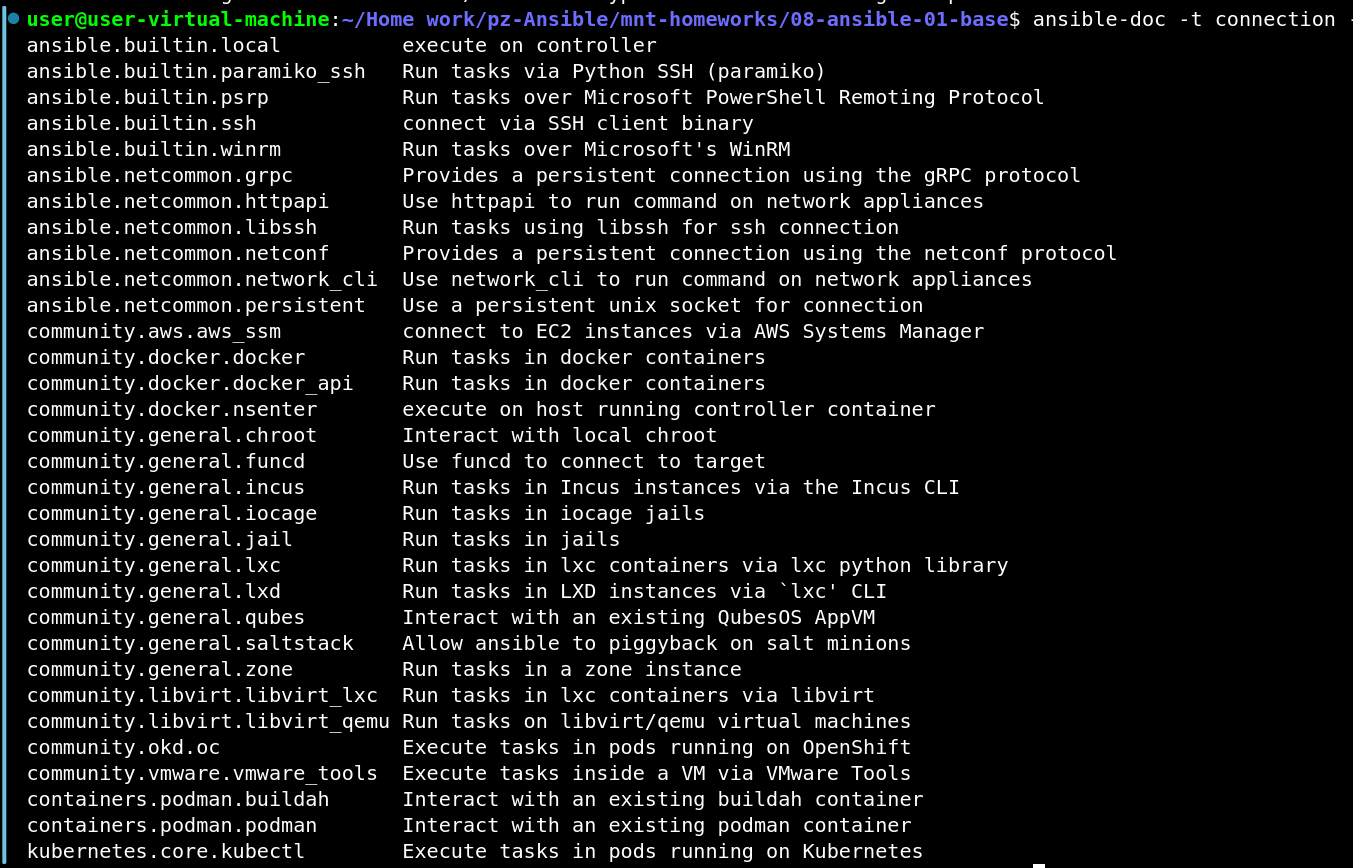 user@user-virtual-machine:~/Home work/pz-Ansible/mnt-homeworks/08-ansible-01-base$ ansible-doc -t connection -
ansible.builtin.local execute on controller
ansible.builtin.paramiko_ssh Run tasks via Python SSH (paramiko)
ansible.builtin.psrp Run tasks over Microsoft PowerShell Remoting Protocol
ansible.builtin.ssh connect via SSH client binary
ansible.builtin.winrm Run tasks over Microsoft's WinRM
ansible.netcommon.grpc Provides a persistent connection using the gRPC protocol
ansible.netcommon.httpapi Use httpapi to run command on network appliances
ansible.netcommon.libssh Run tasks using libssh for ssh connection
ansible.netcommon.netconf Provides a persistent connection using the netconf protocol
ansible.netcommon.network_cli Use network_cli to run command on network appliances
ansible.netcommon.persistent Use a persistent unix socket for connection
community.aws.aws_ssm connect to EC2 instances via AWS Systems Manager
community.docker.docker Run tasks in docker containers
community.docker.docker_api Run tasks in docker containers
community.docker.nsenter execute on host running controller container
community.general.chroot Interact with local chroot
community.general.funcd Use funcd to connect to target
community.general.incus Run tasks in Incus instances via the Incus CLI
community.general.iocage Run tasks in iocage jails
community.general.jail Run tasks in jails
community.general.lxc Run tasks in lxc containers via lxc python library
community.general.lxd Run tasks in LXD instances via `lxc' CLI
community.general.qubes Interact with an existing QubesOS AppVM
community.general.saltstack Allow ansible to piggyback on salt minions
community.general.zone Run tasks in a zone instance
community.libvirt.libvirt_lxc Run tasks in lxc containers via libvirt
community.libvirt.libvirt_qemu Run tasks on libvirt/qemu virtual machines
community.okd.oc Execute tasks in pods running on OpenShift
community.vmware.vmware_tools Execute tasks inside a VM via VMware Tools
containers.podman.buildah Interact with an existing buildah container
containers.podman.podman Interact with an existing podman container
kubernetes.core.kubectl Execute tasks in pods running on Kubernetes